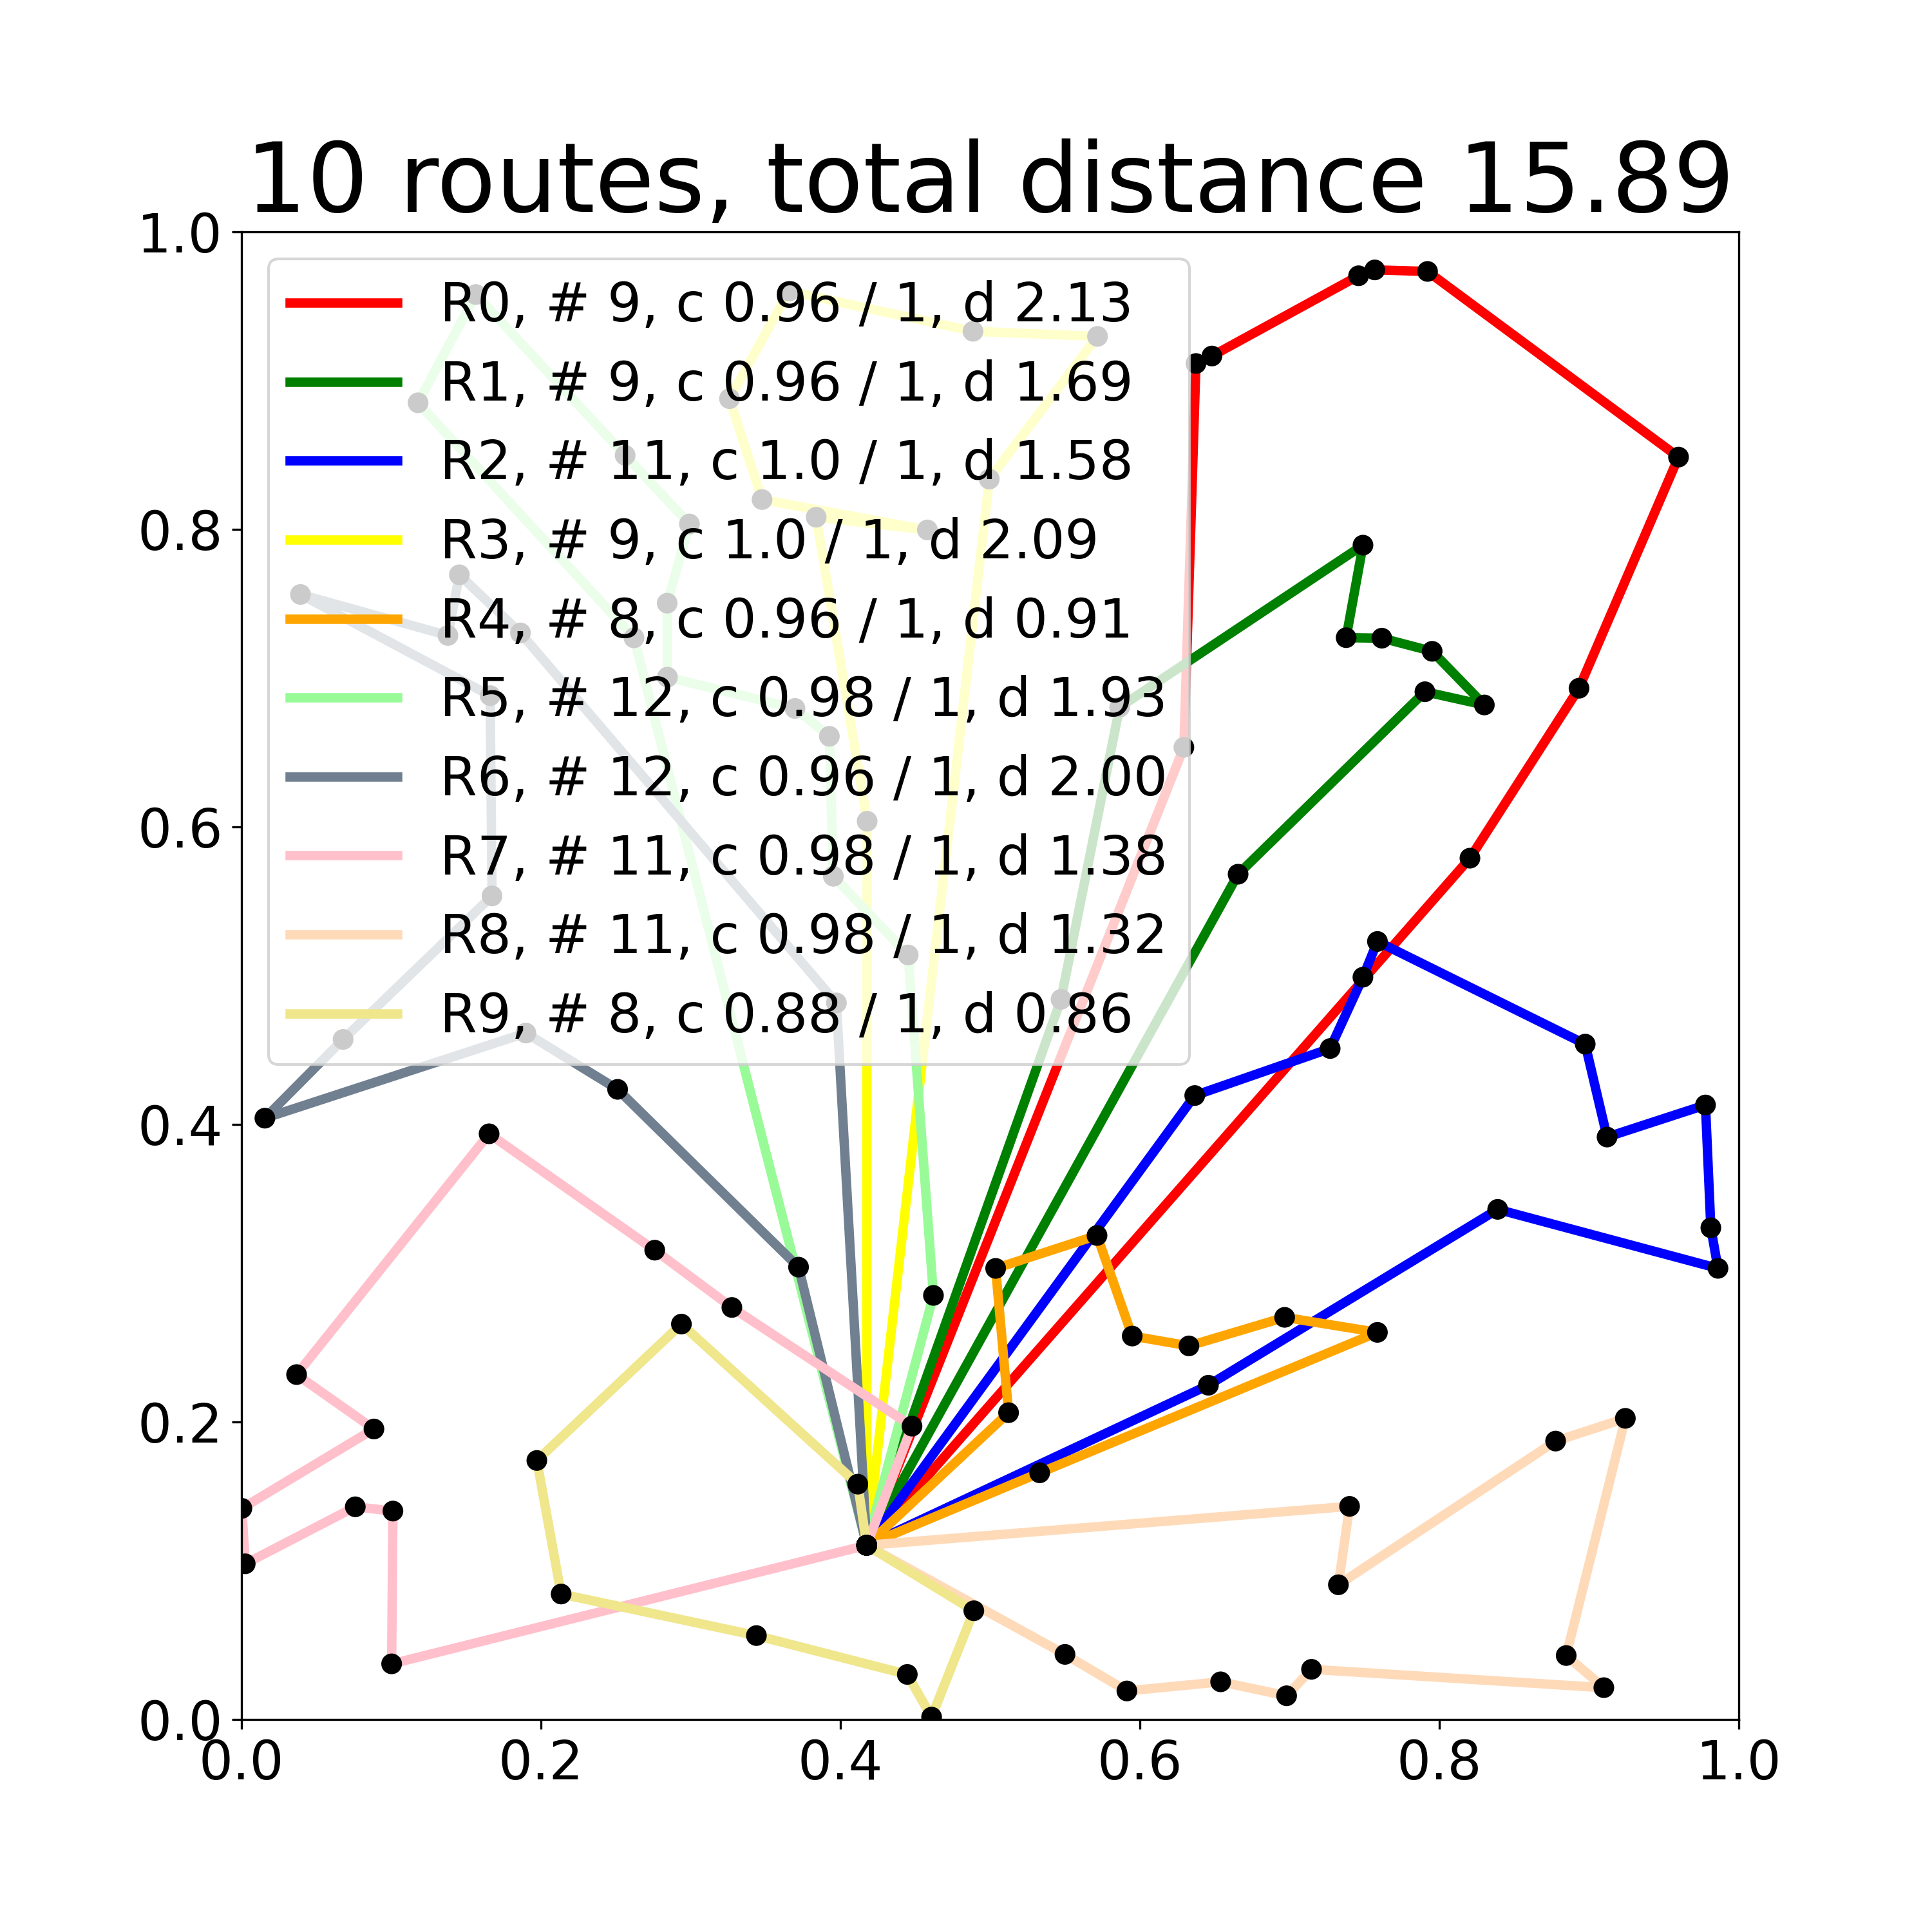 10 routes, total distance 15.89
1.0
0.8
0.6
0.4
0.2
0.0
R0, # 9, c 0.96 / 1, d 2.13
R1, # 9, c 0.96 / 1, d 1.69
R2, # 11, c 1.0 / 1, d 1.58
R3, # 9, c 1.0 / 1, d 2.09
R4, # 8, c 0.96 / 1, d 0.91
R5, # 12, c 0.98 / 1, d 1.93
R6, # 12, c 0.96 / 1, d 2.00
R7, # 11, c 0.98 / 1, d 1.38
R8, # 11, c 0.98 / 1, d 1.32
R9, # 8, c 0.88 / 1, d 0.86
0.0 0.2 0.4 0.6 0.8 1.0